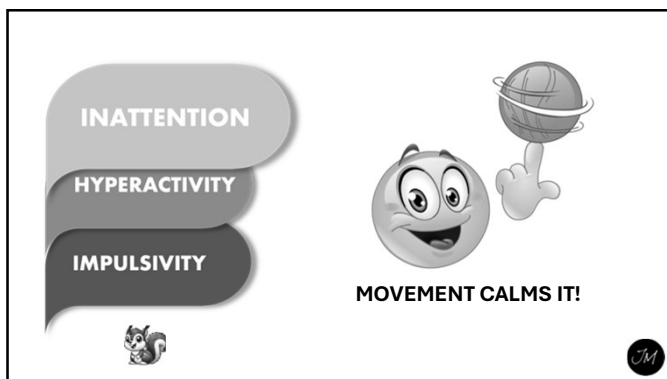 INATTENTION
HYPERACTIVITY
IMPULSIVITY
MOVEMENT CALMS IT!
JM